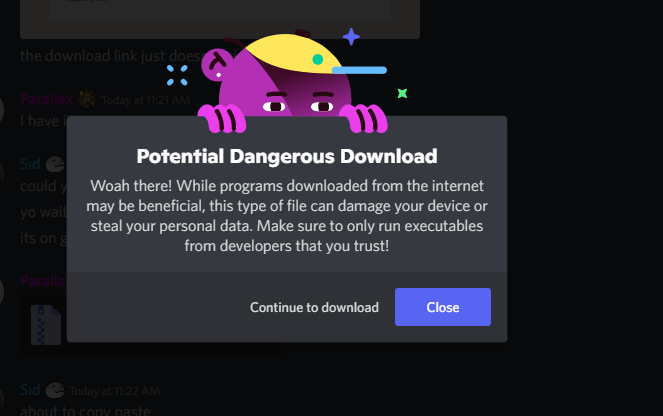 the download link just does
Parallax Today at 11:21 AM
I have i
Sid
could y
yo wait
its on g
Potential Dangerous Download
Woah there! While programs downloaded from the internet
may be beneficial, this type of file can damage your device or
steal your personal data. Make sure to only run executables
from developers that you trust!
Continue to download
Close
Paralla
Sid Today at 11:22 AM
about to copy paste